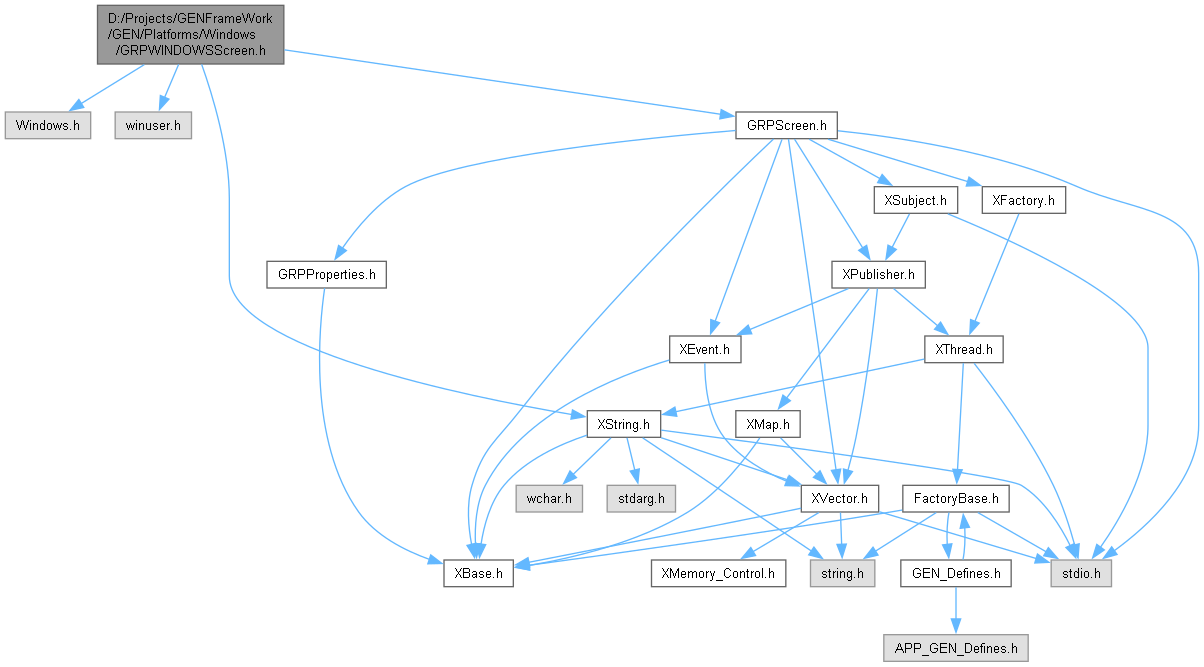 D:/Projects/GENFrameWork
/GEN/Platforms/Windows
/GRPWINDOWSScreen.h
Windows.h
winuser.h
GRPScreen.h
XSubject.h
XFactory.h
GRPProperties.h
XPublisher.h
XEvent.h
XThread.h
XString.h
XMap.h
wchar.h
stdarg.h
XVector.h
FactoryBase.h
XBase.h
XMemory_Control.h
string.h
GEN_Defines.h
stdio.h
APP_GEN_Defines.h